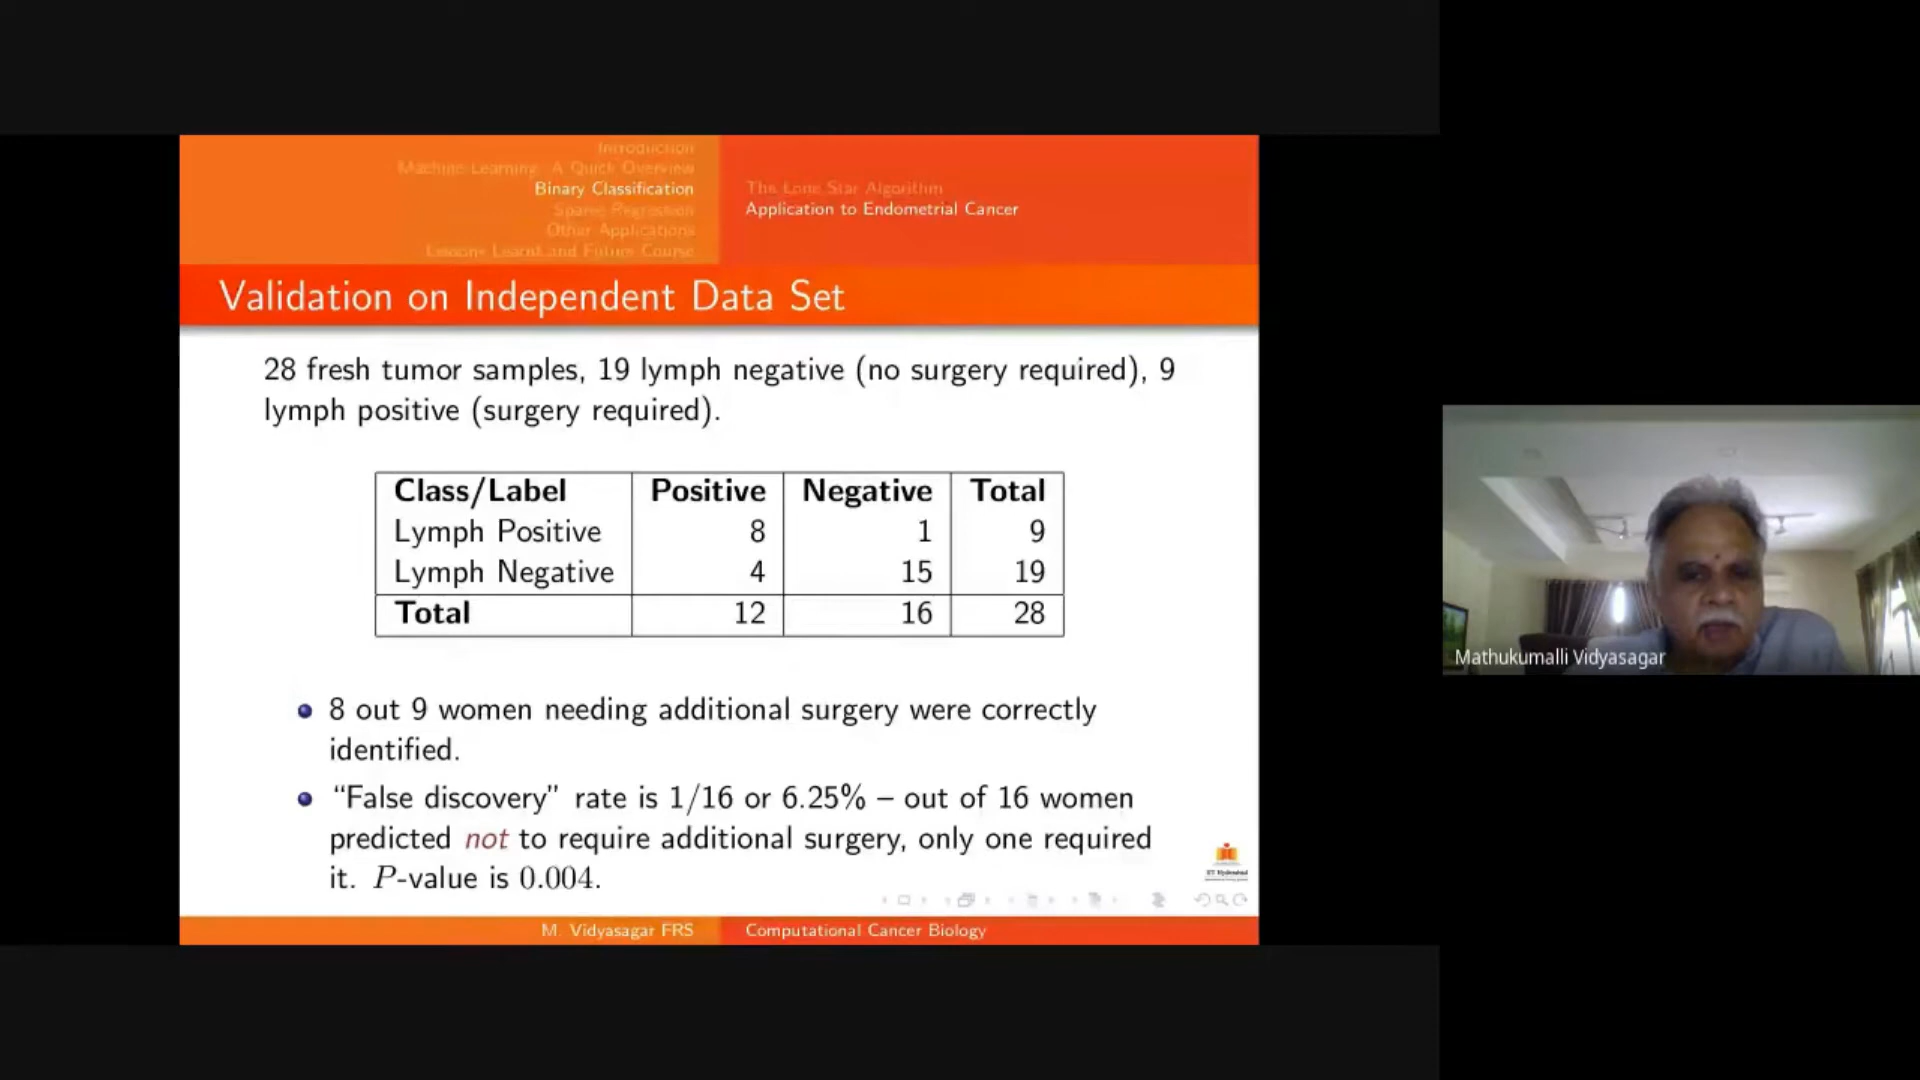 Introduction
Machine Learning: A Quick Overview
Binary Classification
Sparse Regression
Other Applications
Lessons Learnt and Future Course
The Lone Star Algorithm
Application to Endometrial Cancer
Validation on Independent Data Set
28 fresh tumor samples, 19 lymph negative (no surgery required), 9
lymph positive (surgery required).
Class/Label Positive Negative Total
Lymph Positive 8 1 9
Lymph Negative 4 15 19
Total 12 16 28
8 out 9 women needing additional surgery were correctly
identified.
“False discovery” rate is 1/16 or 6.25% – out of 16 women
predicted not to require additional surgery, only one required
it. P-value is 0.004.
IIT Hyderabad
M. Vidyasagar FRS
Computational Cancer Biology
Mathukumalli Vidyasagar